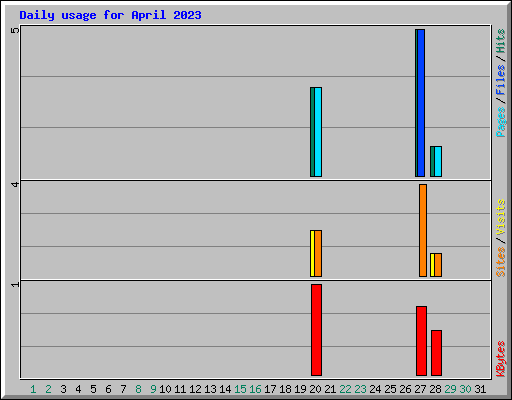 Daily usage for April 2023
5
4
1
Pages / Files / Hits
Sites / Visits
KBytes
1 2 3 4 5 6 7 8 9 10 11 12 13 14 15 16 17 18 19 20 21 22 23 24 25 26 27 28 29 30 31